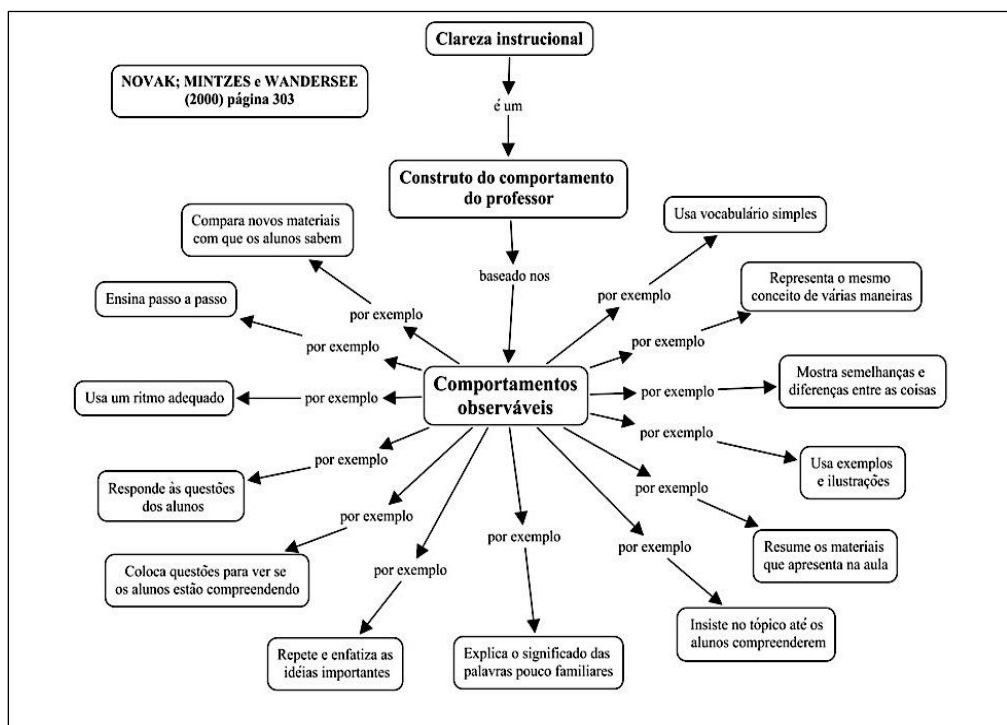 Clareza instrucional
NOVAK; MINTZES e WANDERSEE
(2000) página 303
é um
Construto do comportamento
do professor
baseado nos
Comportamentos
observáveis
por exemplo
Compara novos materiais
com que os alunos sabem
por exemplo
Ensina passo a passo
por exemplo
Usa um ritmo adequado
por exemplo
Responde às questões
dos alunos
por exemplo
Coloca questões para ver se
os alunos estão compreendendo
por exemplo
Repete e enfatiza as
idéias importantes
por exemplo
Explica o significado das
palavras pouco familiares
por exemplo
Insiste no tópico até os
alunos compreenderem
por exemplo
Resume os materiais
que apresenta na aula
por exemplo
Usa exemplos
e ilustrações
por exemplo
Mostra semelhanças e
diferenças entre as coisas
por exemplo
Representa o mesmo
conceito de várias maneiras
por exemplo
Usa vocabulário simples